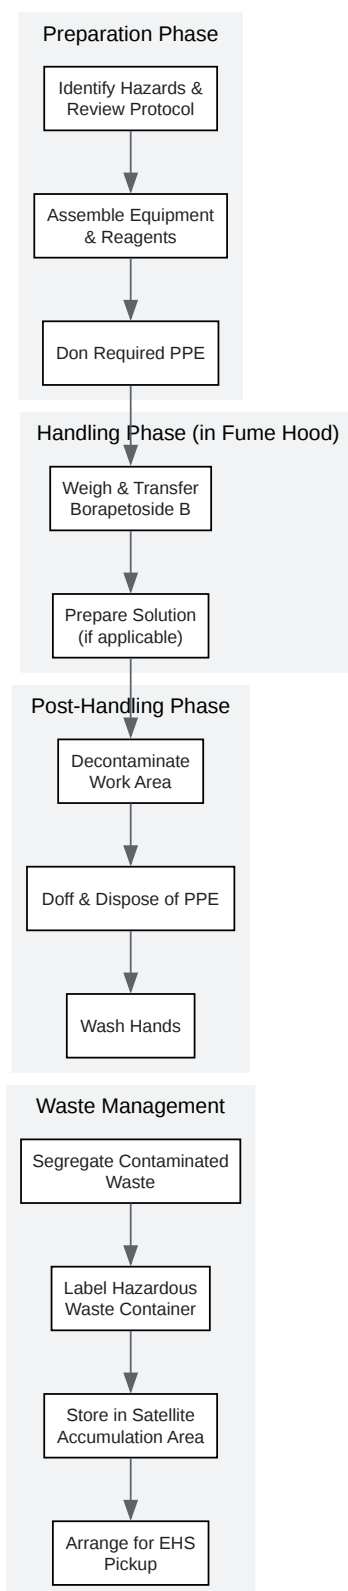 Preparation Phase
Identify Hazards &
Review Protocol
Assemble Equipment
& Reagents
Don Required PPE
Handling Phase (in Fume Hood)
Weigh & Transfer
Borapetoside B
Prepare Solution
(if applicable)
Post-Handling Phase
Decontaminate
Work Area
Doff & Dispose of PPE
Wash Hands
Waste Management
Segregate Contaminated
Waste
Label Hazardous
Waste Container
Store in Satellite
Accumulation Area
Arrange for EHS
Pickup